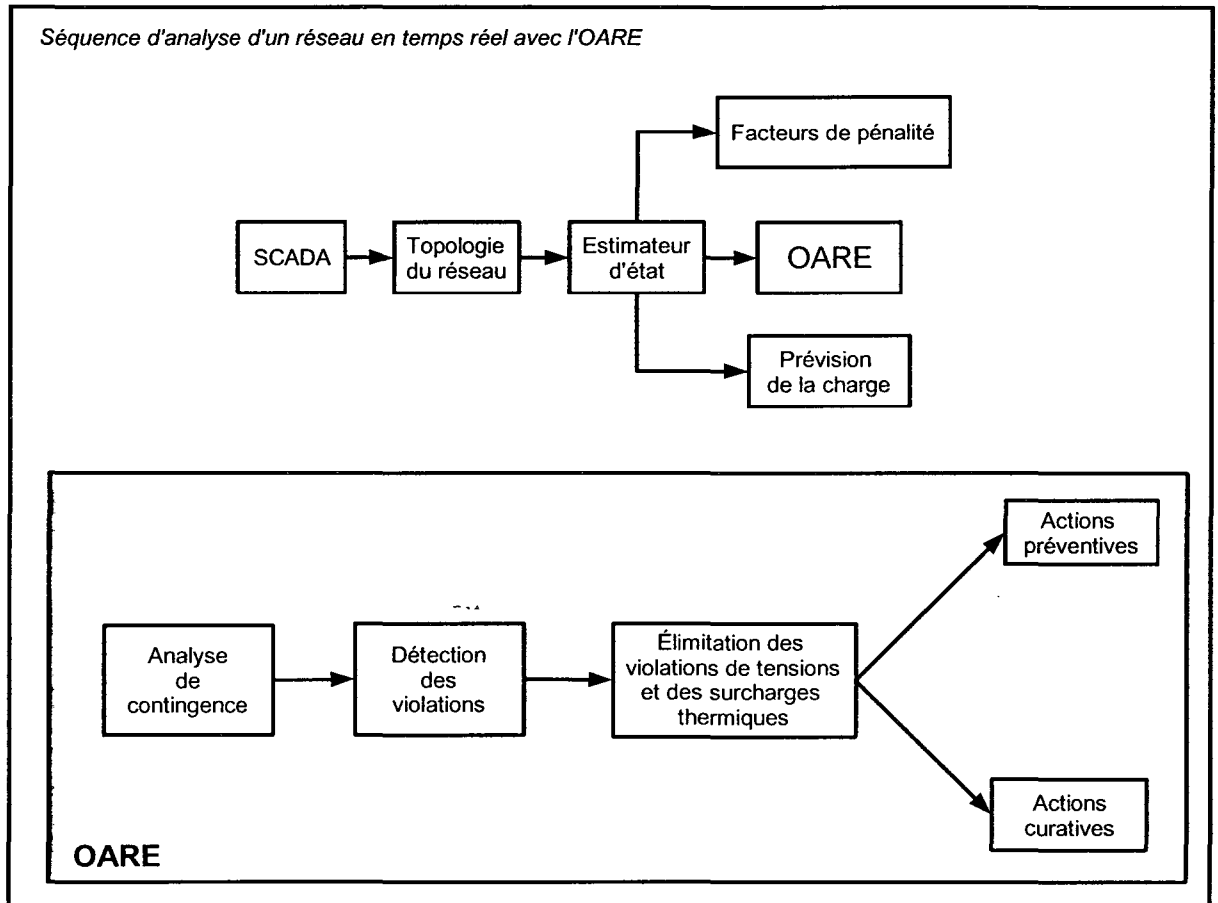 Séquence d'analyse d'un réseau en temps réel avec l'OARE
Facteurs de pénalité
SCADA
Topologie
du réseau
Estimateur
d'état
OARE
Prévision
de la charge
Actions
préventives
Analyse
de
contingence
Détection
des
violations
Élimitation des
violations de tensions
et des surcharges
thermiques
Actions
curatives
OARE